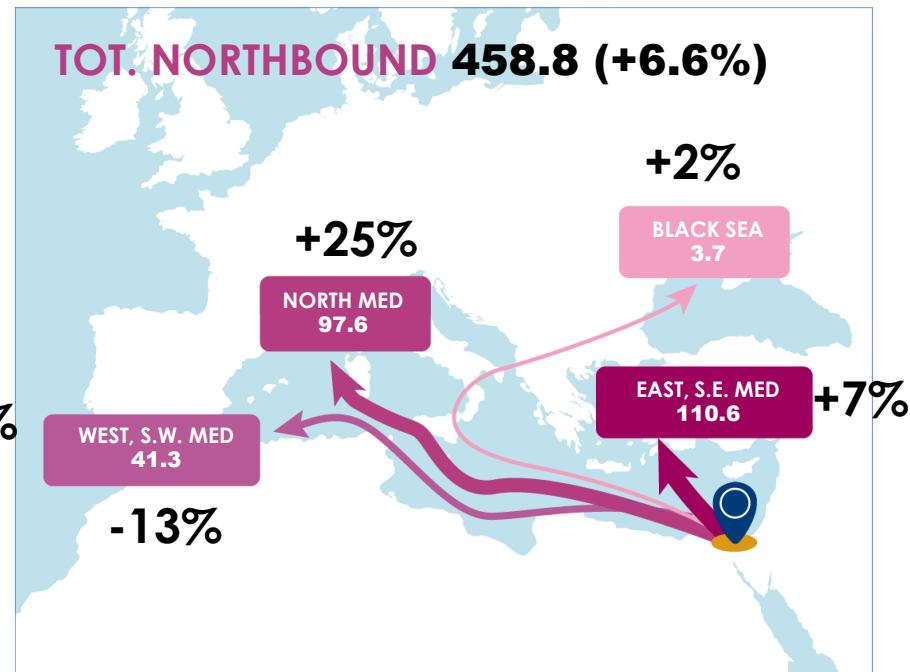 TOT. NORTHBOUND 458.8 (+6.6%)
+2%
BLACK SEA
3.7
+25%
NORTH MED
97.6
EAST, S.E. MED
110.6
+7%
%
WEST, S.W. MED
41.3
-13%